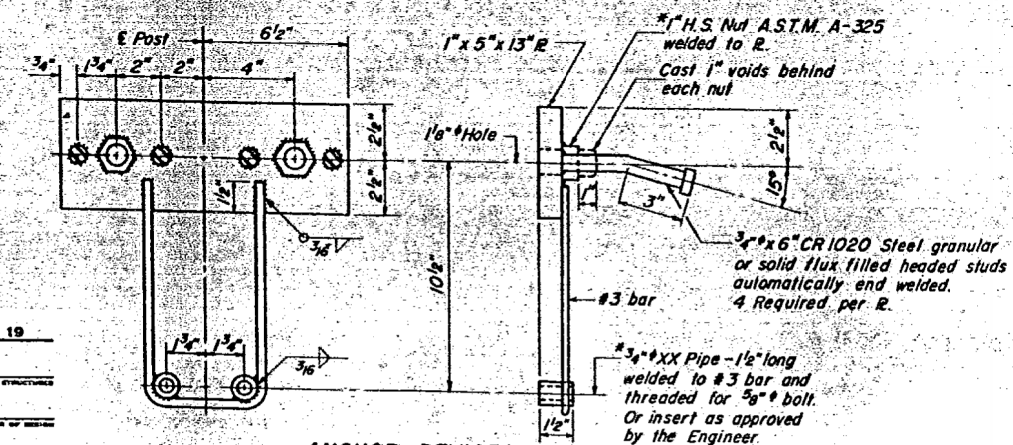 ℄ Post
6½"
¾"
1¾"
2"
2"
4"
2½"
2½"
1½"
3/16
10½"
1¾"
1¾"
3/16
1"x 5"x 13" ℞
*1" H.S. Nut A.S.T.M. A-325
welded to ℞.
Cast 1" voids behind
each nut
1⅛" ϕ Hole
2½"
15°
1"
3"
¾" ϕ x 6" CR 1020 Steel granular
or solid flux filled headed studs
automatically end welded.
4 Required per ℞.
#3 bar
*¾" ϕ XX Pipe - 1½" long
welded to #3 bar and
threaded for ⅝" ϕ bolt.
Or insert as approved
by the Engineer.
1½"
19
STRUCTURES
OF DESIGN